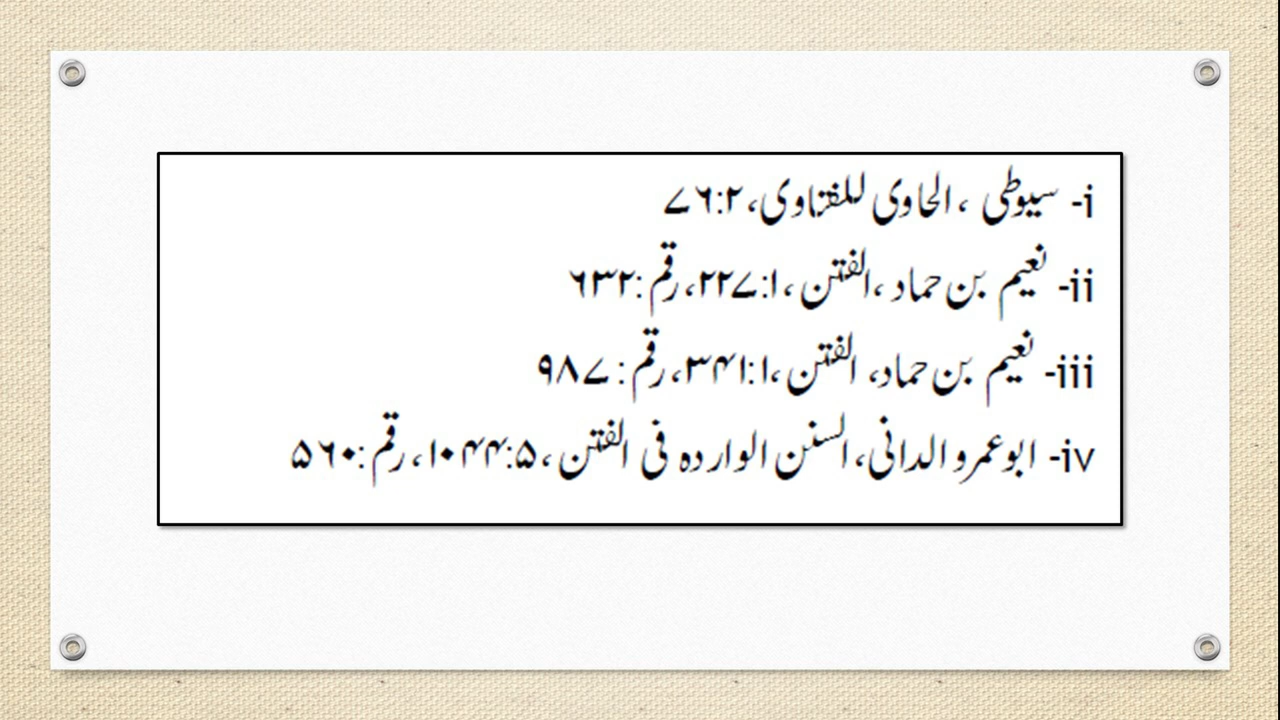 i- سیوطی ، الحاوی للفتاوی، ۲:۷۶
ii- نعیم بن حماد ،الفتن ، ۱:۲۲۷، رقم :۶۳۲
iii- نعیم بن حماد، الفتن ،۱:۳۴۱، رقم : ۹۸۷
iv- ابوعمرو الدانی، السنن الواردہ فی الفتن ، ۵:۱۰۴۴، رقم :۵۶۰